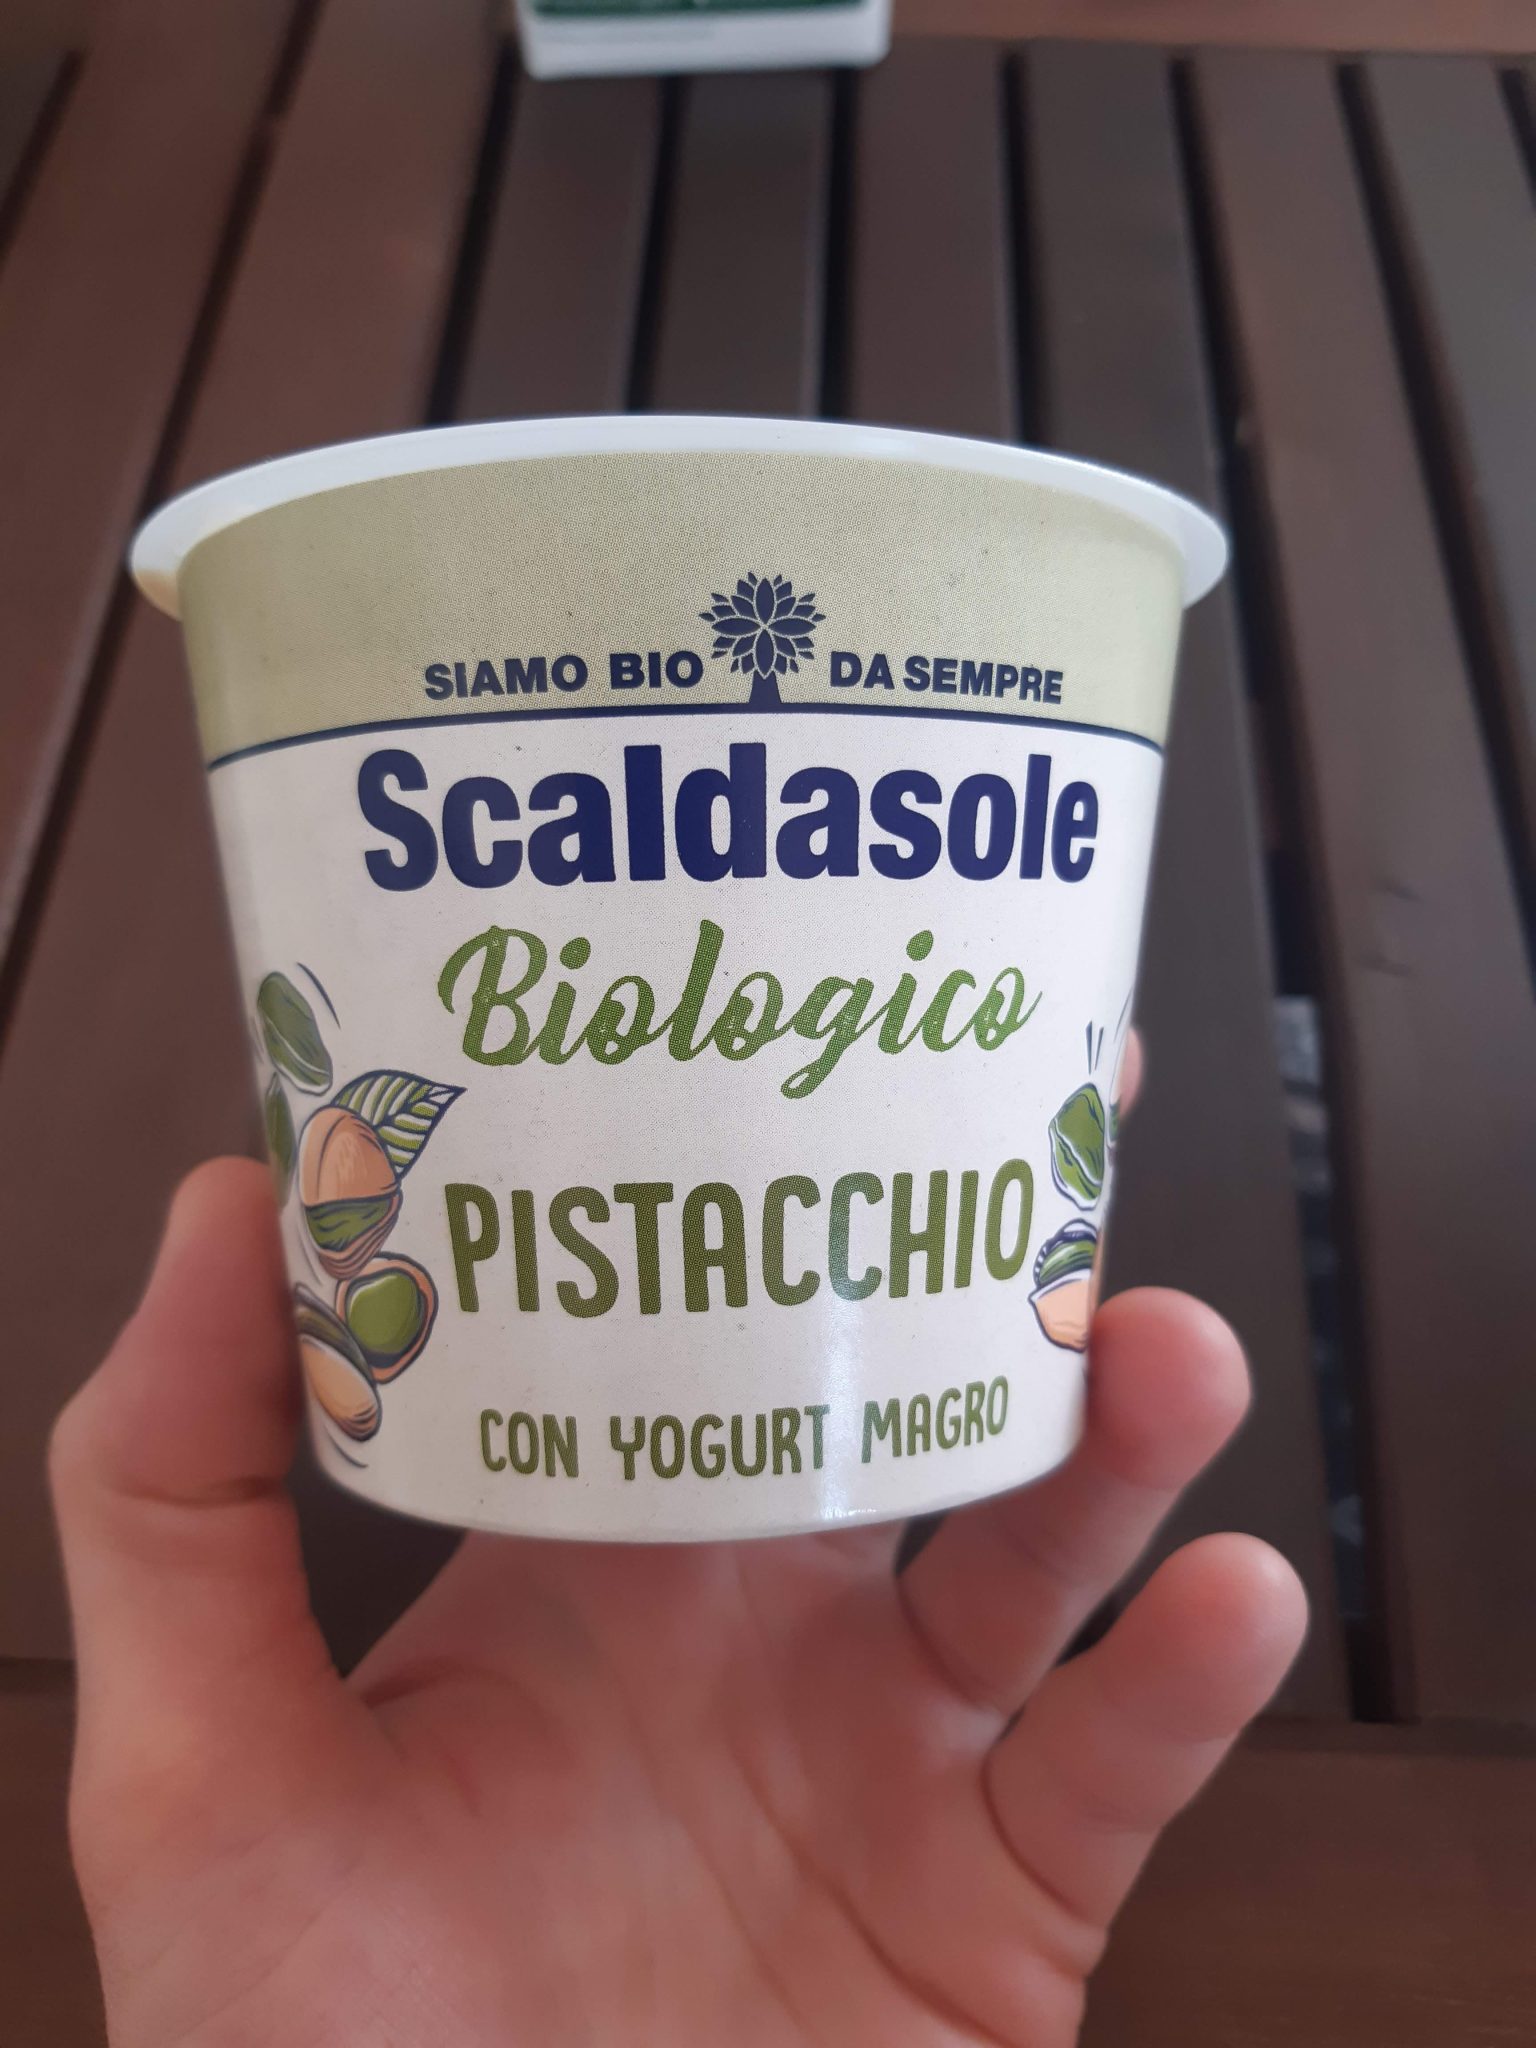 SIAMO BIO DA SEMPRE
Scaldasole
Biologico
PISTACCHIO
CON YOGURT MAGRO